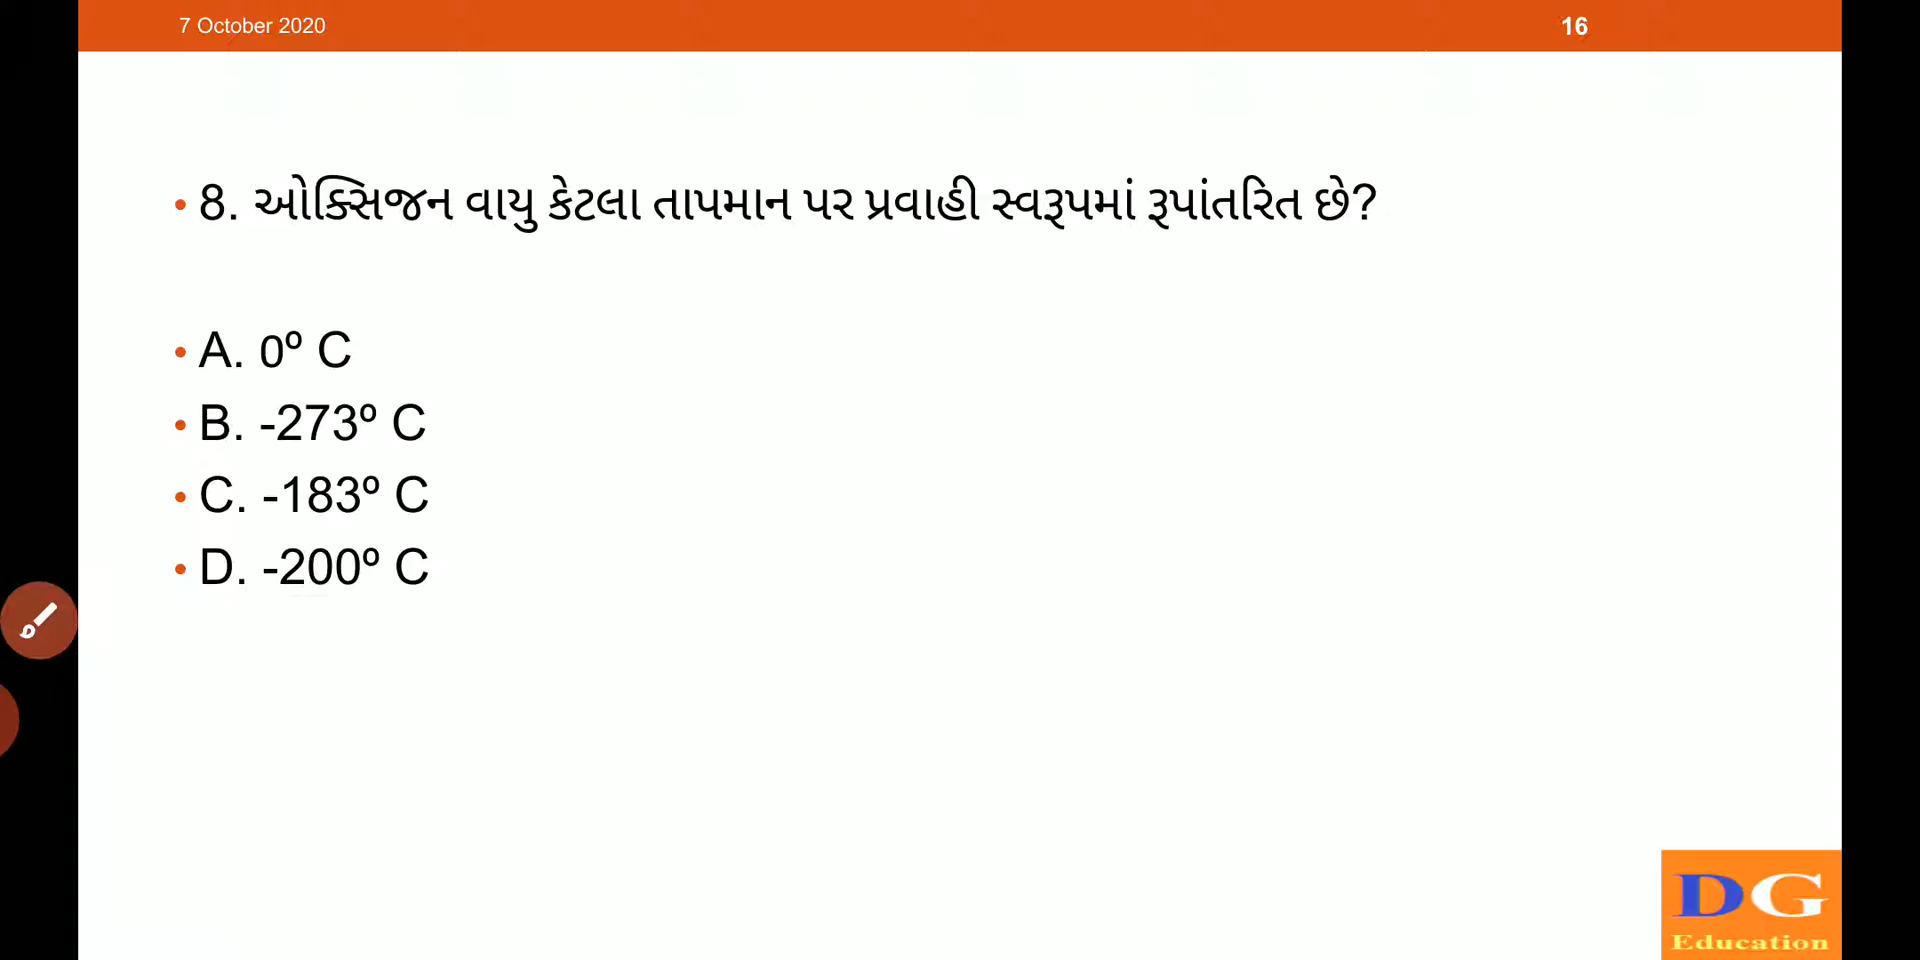 7 October 2020
16
• 8. ઓક્સિજન વાયુ કેટલા તાપમાન પર પ્રવાહી સ્વરૂપમાં રૂપાંતરિત છે?
• A. 0º C
• B. -273º C
• C. -183º C
• D. -200º C
DG
Education